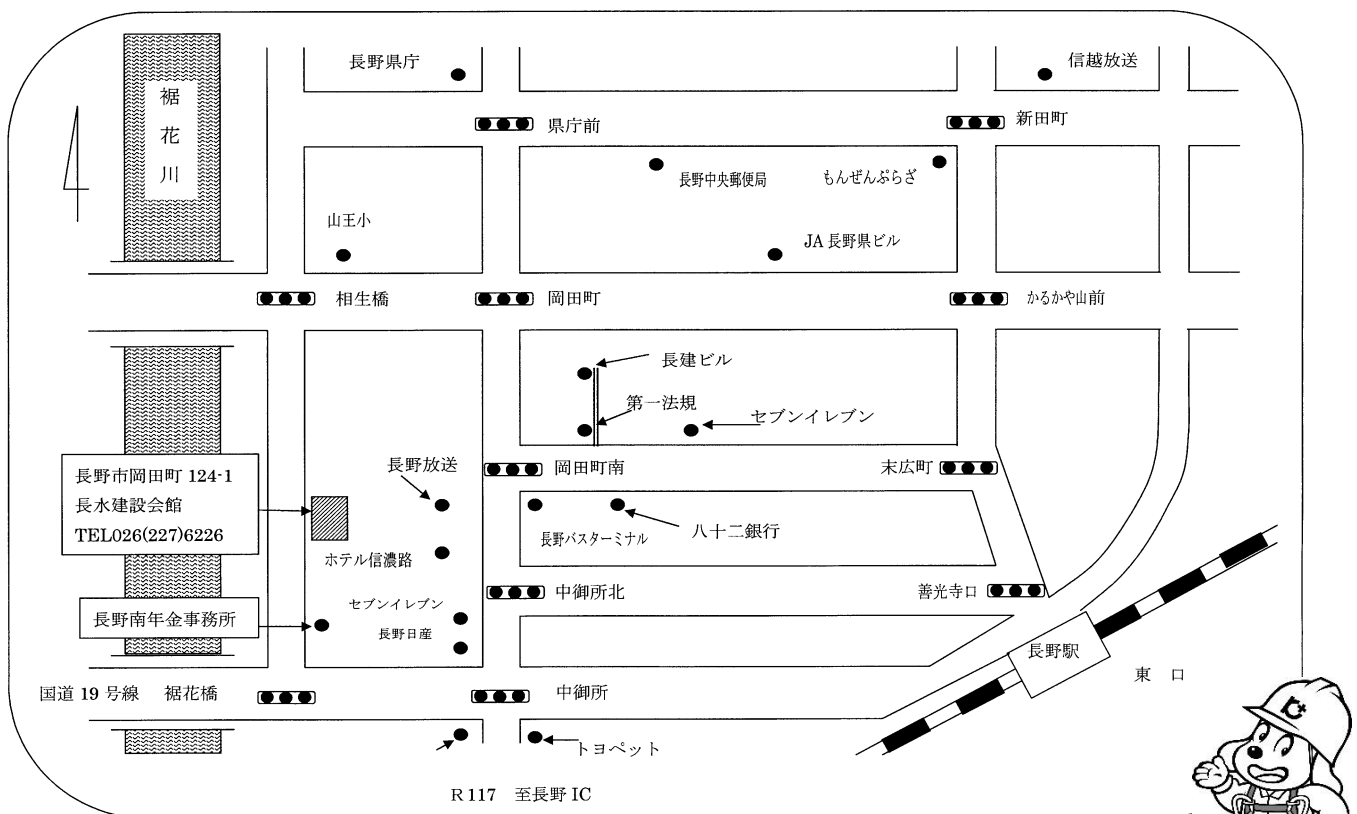 裾花川
長野県庁
信越放送
県庁前
新田町
長野中央郵便局
もんぜんぷらざ
山王小
JA 長野県ビル
相生橋
岡田町
かるかや山前
長建ビル
第一法規
セブンイレブン
長野放送
岡田町南
末広町
長野市岡田町 124-1
長水建設会館
TEL026(227)6226
長野バスターミナル
八十二銀行
ホテル信濃路
中御所北
善光寺口
セブンイレブン
長野南年金事務所
長野日産
長野駅
東 口
国道 19 号線 裾花橋
中御所
トヨペット
R 117 至長野 IC